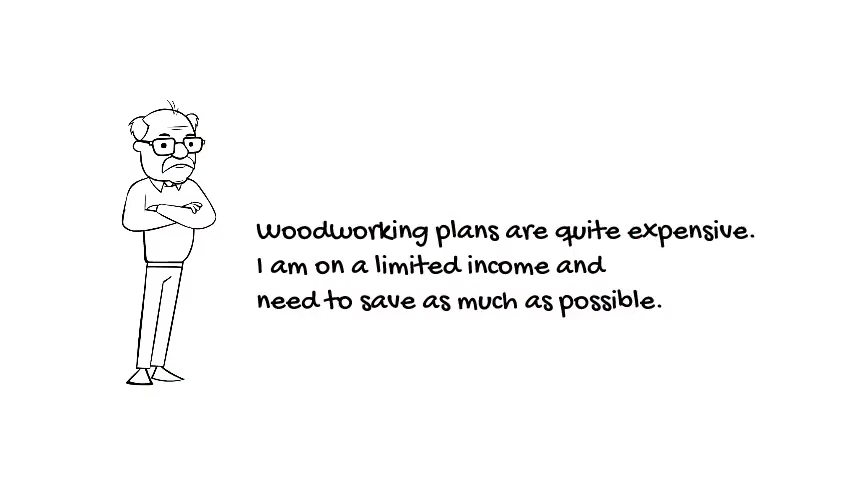 Woodworking plans are quite expensive.
I am on a limited income and
need to save as much as possible.